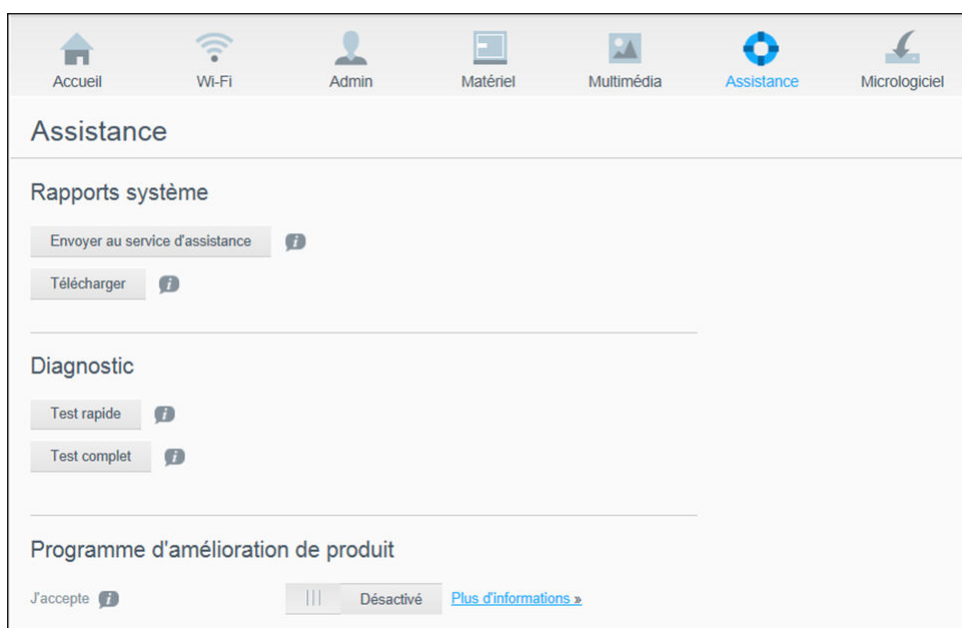 Accueil Wi-Fi Admin Matériel Multimédia Assistance Micrologiciel
Assistance
Rapports système
Envoyer au service d'assistance
Télécharger
Diagnostic
Test rapide
Test complet
Programme d'amélioration de produit
J'accepte Désactivé Plus d'informations »